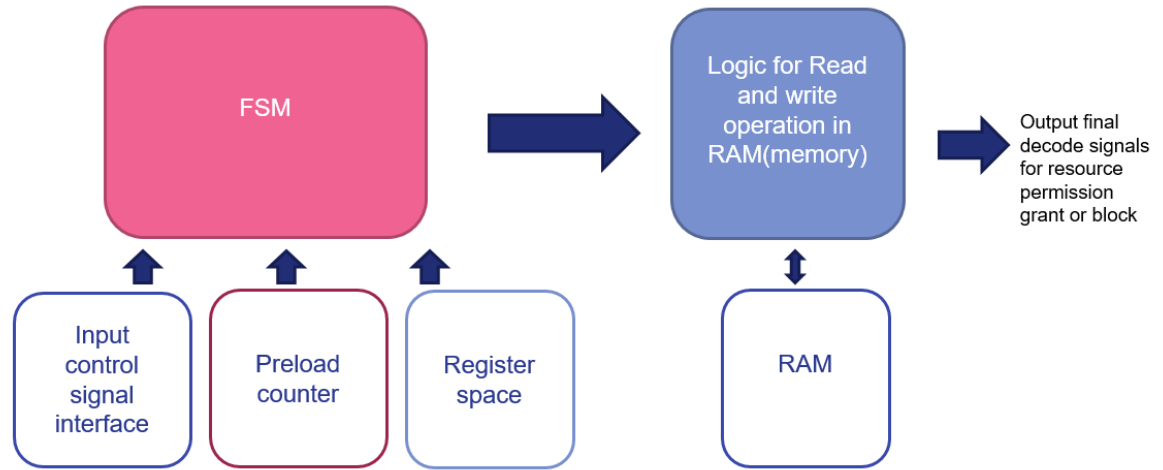 FSM
Logic for Read
and write
operation in
RAM(memory)
Output final
decode signals
for resource
permission
grant or block
Input
control
signal
interface
Preload
counter
Register
space
RAM